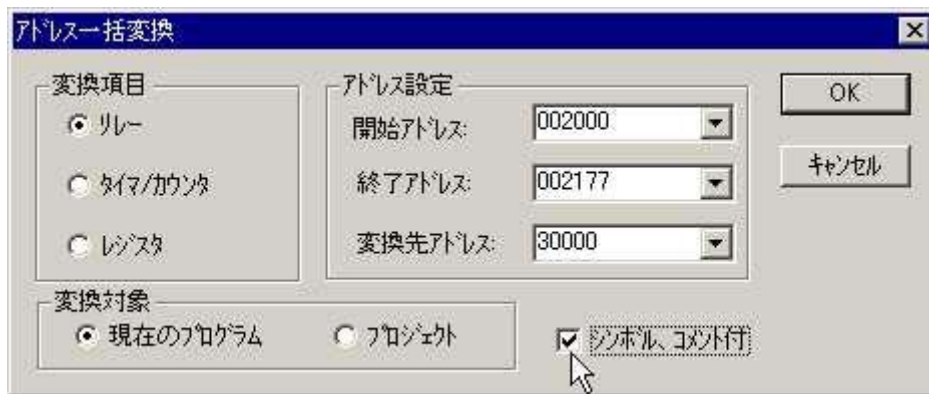 アドレス一括変換
変換項目
リレー
タイマ/カウンタ
レジスタ
アドレス設定
開始アドレス: 002000
終了アドレス: 002177
変換先アドレス: 30000
OK
キャンセル
変換対象
現在のプログラム
プロジェクト
シンボル、コメント付